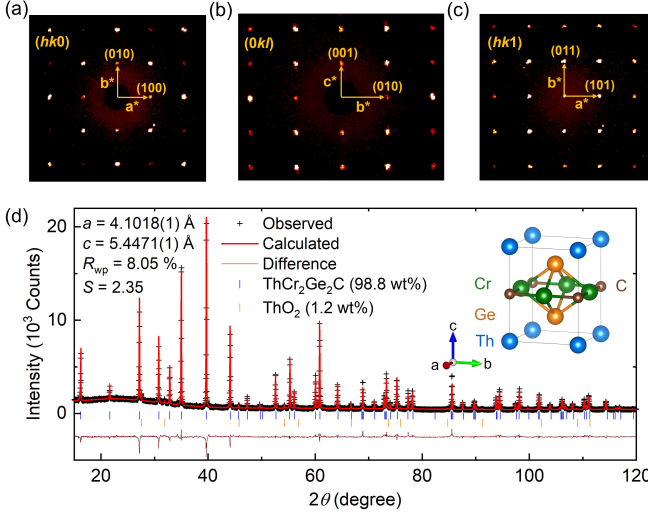 (a)
(hk0)
(010)
b*
(100)
a*
(b)
(0kl)
(001)
c*
(010)
b*
(c)
(hk1)
(011)
b*
(101)
a*
(d)
a = 4.1018(1) Å
c = 5.4471(1) Å
Rwp = 8.05 %
S = 2.35
Observed
Calculated
Difference
ThCr2Ge2C (98.8 wt%)
ThO2 (1.2 wt%)
Cr
Ge
Th
C
c
a
b
Intensity (10³ Counts)
20
10
0
20 40 60 80 100 120
2θ (degree)